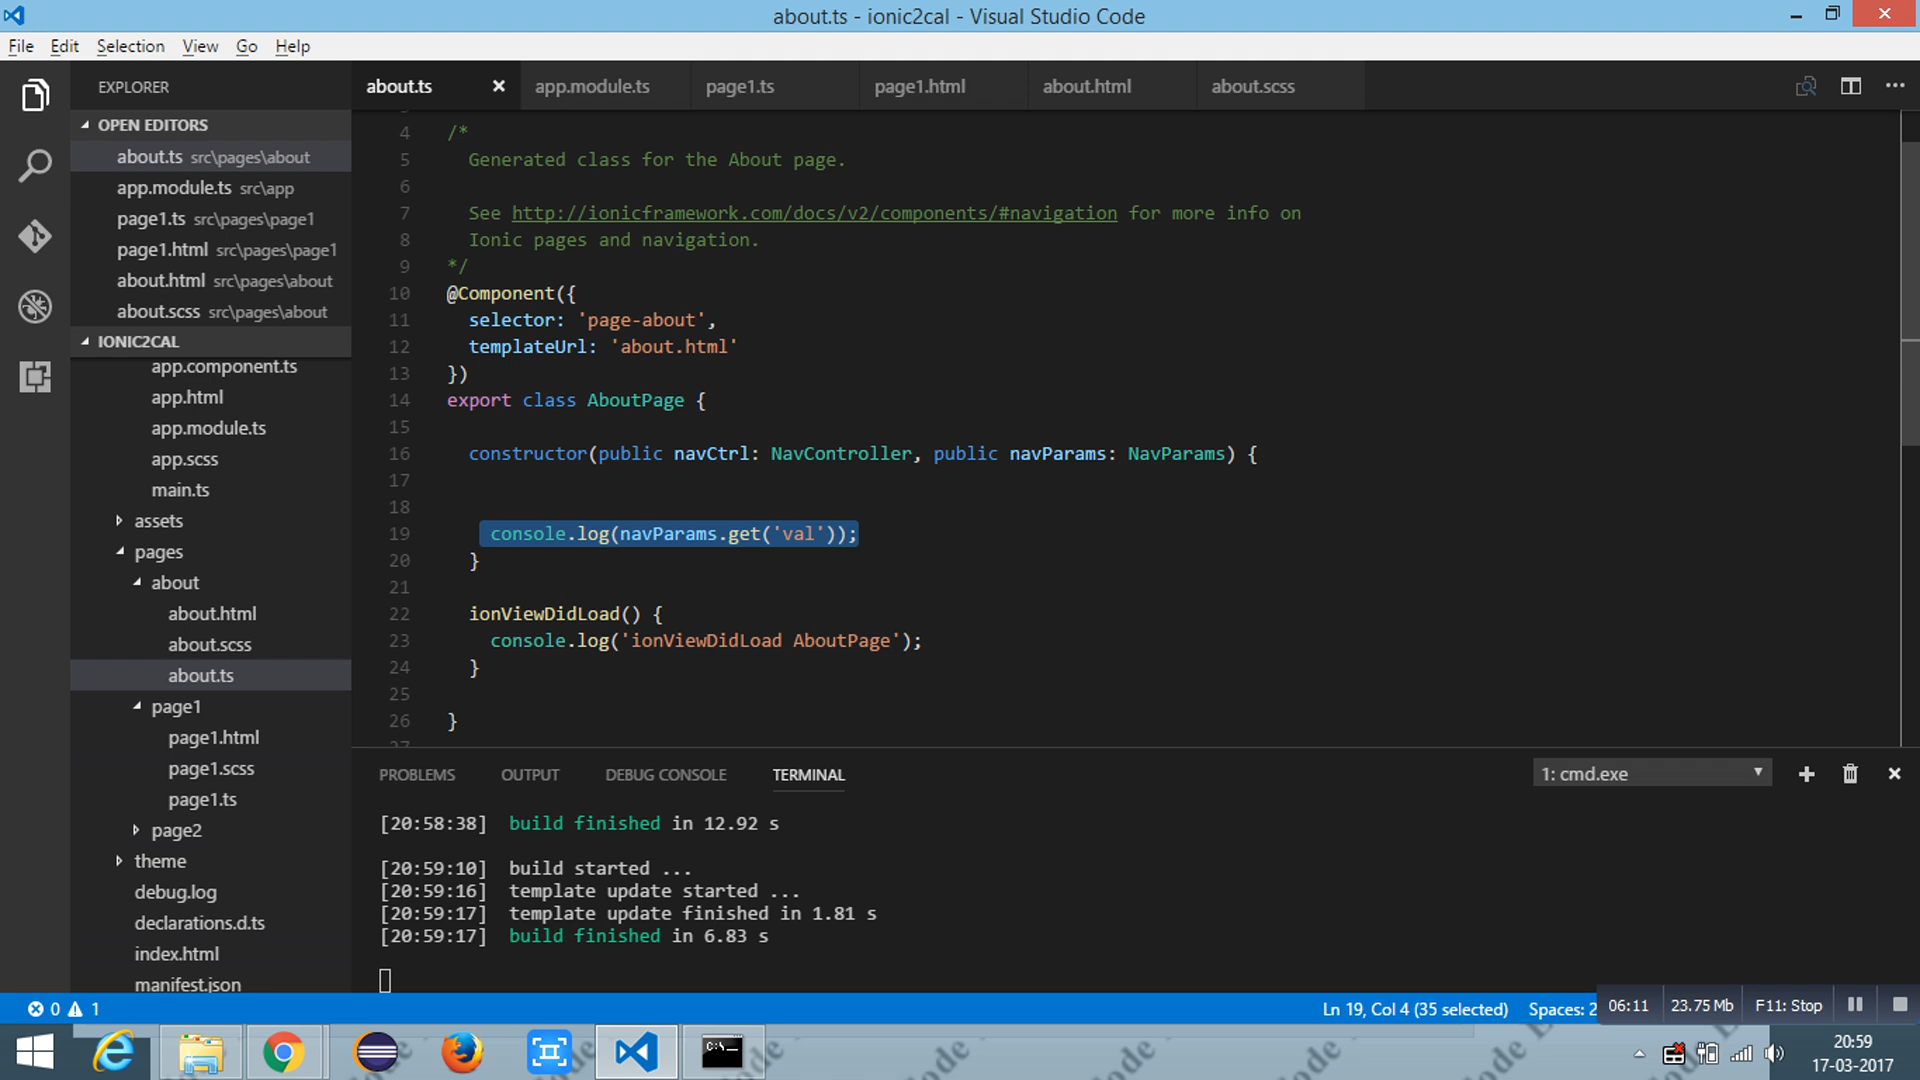 about.ts - ionic2cal - Visual Studio Code
File Edit Selection View Go Help
EXPLORER
OPEN EDITORS
about.ts src\pages\about
app.module.ts src\app
page1.ts src\pages\page1
page1.html src\pages\page1
about.html src\pages\about
about.scss src\pages\about
IONIC2CAL
app.component.ts
app.html
app.module.ts
app.scss
main.ts
assets
pages
about
about.html
about.scss
about.ts
page1
page1.html
page1.scss
page1.ts
page2
theme
debug.log
declarations.d.ts
index.html
manifest.json
about.ts app.module.ts page1.ts page1.html about.html about.scss
4 /*
5 Generated class for the About page.
6
7 See http://ionicframework.com/docs/v2/components/#navigation for more info on
8 Ionic pages and navigation.
9 */
10 @Component({
11 selector: 'page-about',
12 templateUrl: 'about.html'
13 })
14 export class AboutPage {
15
16 constructor(public navCtrl: NavController, public navParams: NavParams) {
17
18
19 console.log(navParams.get('val'));
20 }
21
22 ionViewDidLoad() {
23 console.log('ionViewDidLoad AboutPage');
24 }
25
26 }
27
PROBLEMS OUTPUT DEBUG CONSOLE TERMINAL 1: cmd.exe
[20:58:38] build finished in 12.92 s
[20:59:10] build started ...
[20:59:16] template update started ...
[20:59:17] template update finished in 1.81 s
[20:59:17] build finished in 6.83 s
0 1 Ln 19, Col 4 (35 selected) Spaces: 2 06:11 23.75 Mb F11: Stop
C:\_
20:59
17-03-2017